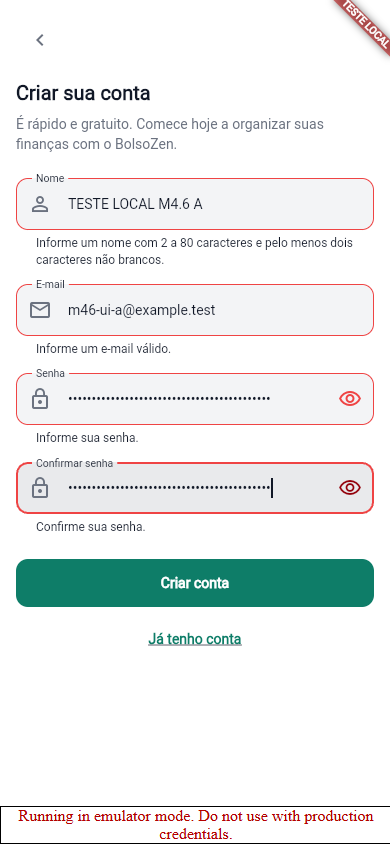 TESTE LOCAL
Criar sua conta
É rápido e gratuito. Comece hoje a organizar suas
finanças com o BolsoZen.
Nome
TESTE LOCAL M4.6 A
Informe um nome com 2 a 80 caracteres e pelo menos dois
caracteres não brancos.
E-mail
m46-ui-a@example.test
Informe um e-mail válido.
Senha
Informe sua senha.
Confirmar senha
Confirme sua senha.
Criar conta
Já tenho conta
Running in emulator mode. Do not use with production
credentials.